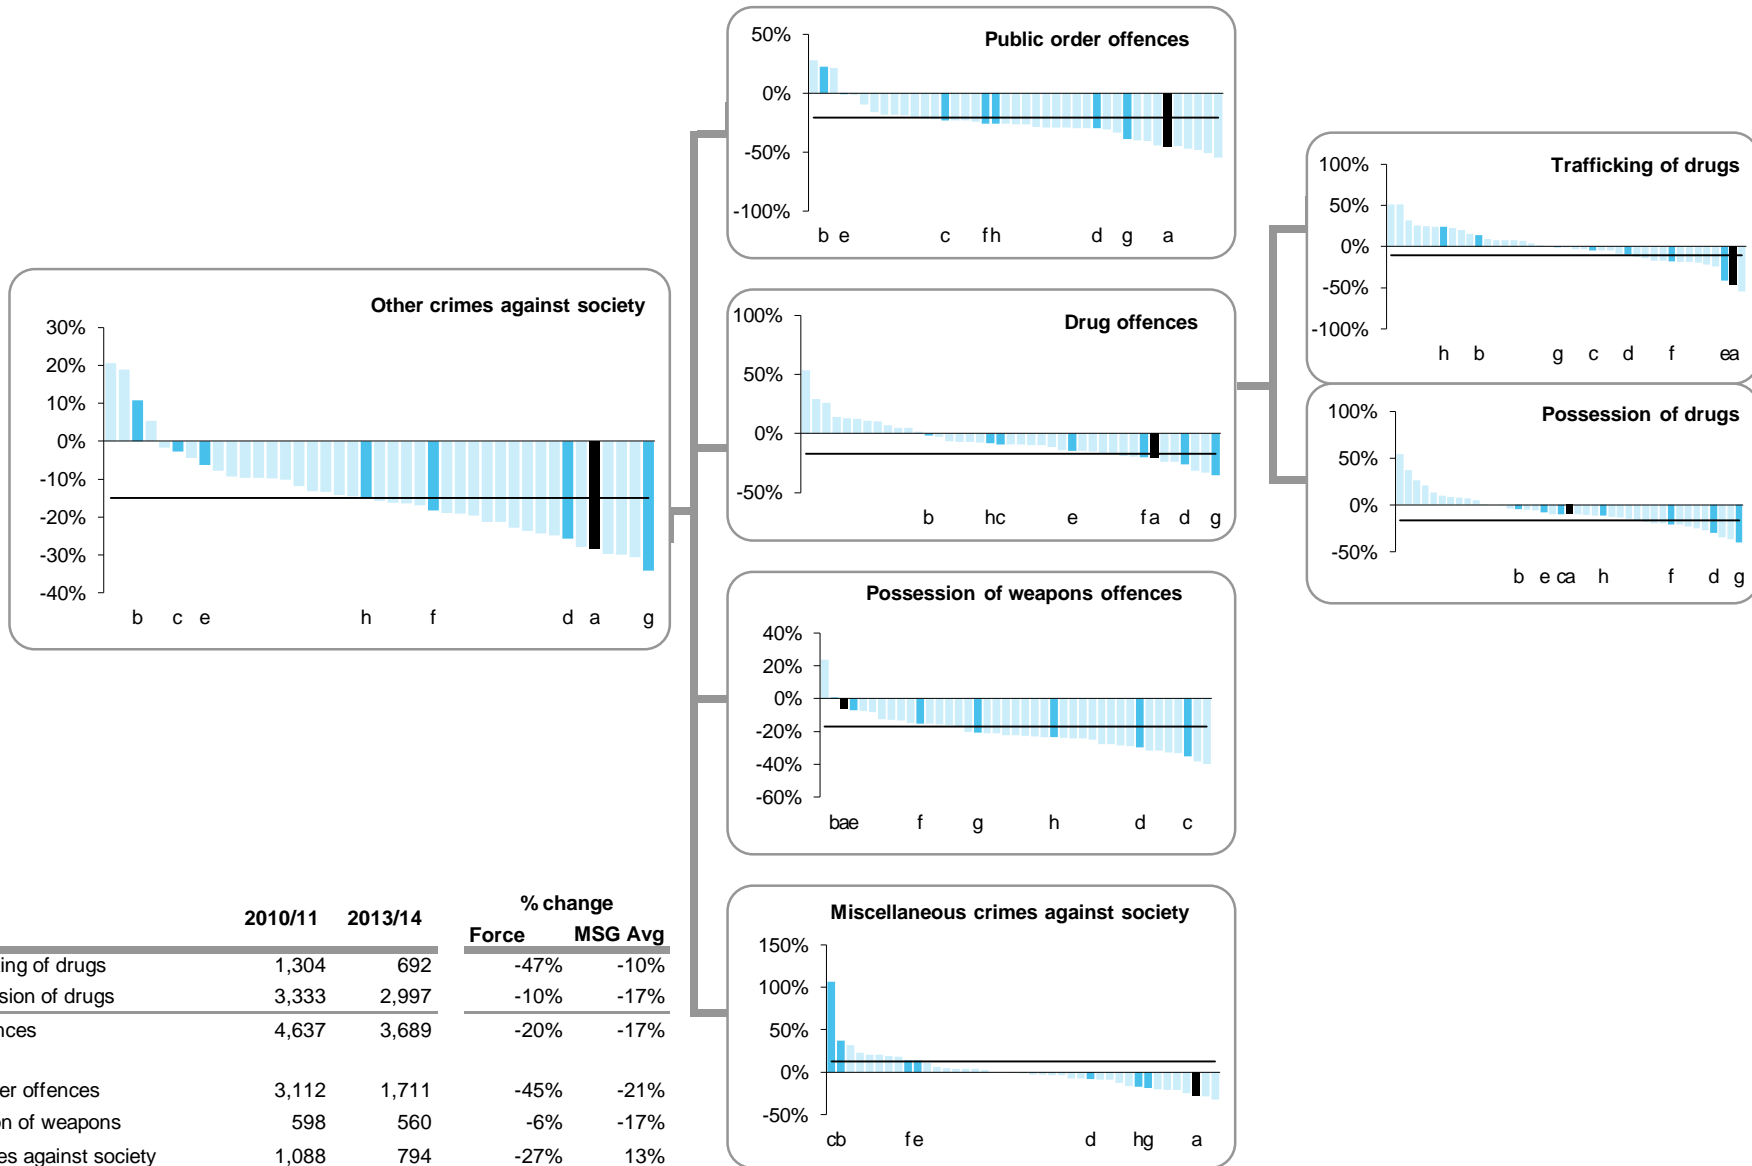 Public order offences
50%
0%
-50%
-100%
b e c f h d g a
Trafficking of drugs
100%
50%
0%
-50%
-100%
h b g c d f ea
Other crimes against society
30%
20%
10%
0%
-10%
-20%
-30%
-40%
b c e h f d a g
Drug offences
100%
50%
0%
-50%
b hc e f a d g
Possession of drugs
100%
50%
0%
-50%
b e ca h f d g
Possession of weapons offences
40%
20%
0%
-20%
-40%
-60%
bae f g h d c
Miscellaneous crimes against society
150%
100%
50%
0%
-50%
cb f e d hg a
2010/11 2013/14 % change
Force MSG Avg
ing of drugs 1,304 692 -47% -10%
sion of drugs 3,333 2,997 -10% -17%
nces 4,637 3,689 -20% -17%
er offences 3,112 1,711 -45% -21%
on of weapons 598 560 -6% -17%
es against society 1,088 794 -27% 13%